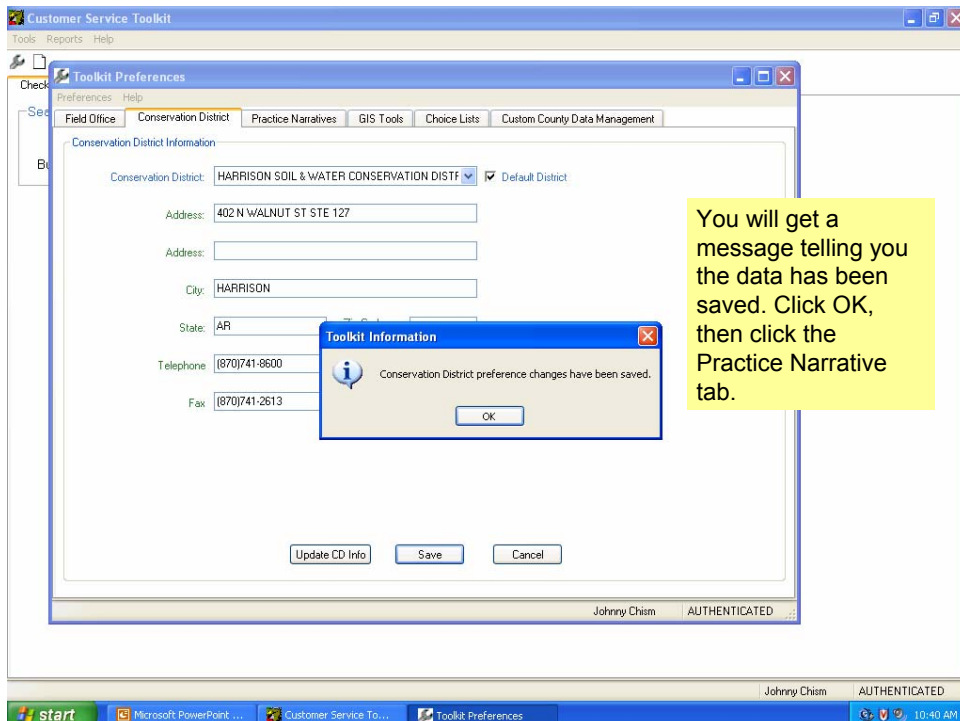 Customer Service Toolkit
Tools Reports Help
Check
Toolkit Preferences
Preferences Help
See
Field Office Conservation District Practice Narratives GIS Tools Choice Lists Custom County Data Management
Conservation District Information
Conservation District: HARRISON SOIL & WATER CONSERVATION DISTF Default District
Address: 402 N WALNUT ST STE 127
Address:
City: HARRISON
State: AR
Telephone (870)741-8600
Fax (870)741-2613
Toolkit Information
Conservation District preference changes have been saved.
OK
You will get a
message telling you
the data has been
saved. Click OK,
then click the
Practice Narrative
tab.
Update CD Info Save Cancel
Johnny Chism AUTHENTICATED
Johnny Chism AUTHENTICATED
start Microsoft PowerPoint ... Customer Service To... Toolkit Preferences 10:40 AM